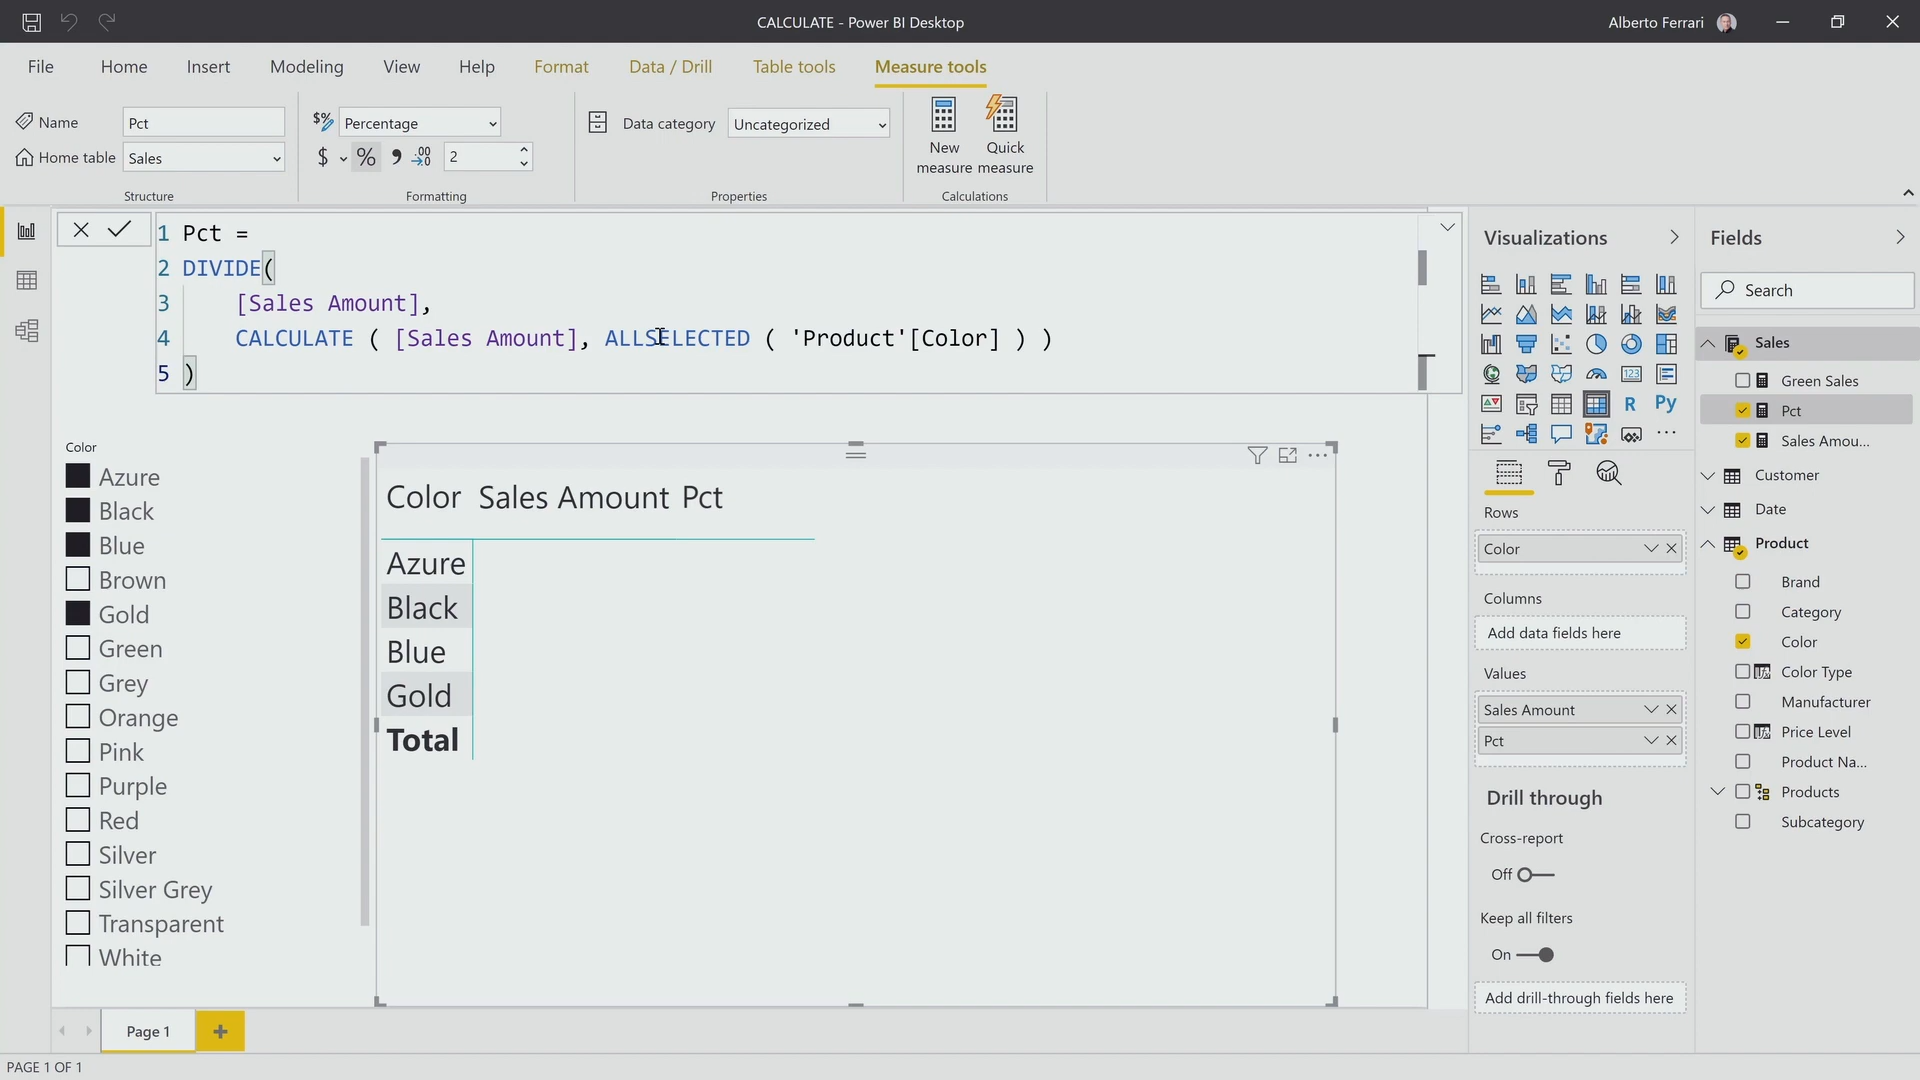 CALCULATE - Power BI Desktop
Alberto Ferrari
File Home Insert Modeling View Help Format Data / Drill Table tools Measure tools
Name Pct
Home table Sales
Structure
Percentage
$ % 9 .00 2
Formatting
Data category Uncategorized
Properties
New measure
Quick measure
Calculations
1 Pct =
2 DIVIDE(
3 [Sales Amount],
4 CALCULATE ( [Sales Amount], ALLSELECTED ( 'Product'[Color] ) )
5 )
Color
Azure
Black
Blue
Brown
Gold
Green
Grey
Orange
Pink
Purple
Red
Silver
Silver Grey
Transparent
White
Color Sales Amount Pct
Azure
Black
Blue
Gold
Total
Visualizations
123
R
Py
Rows
Color
Columns
Add data fields here
Values
Sales Amount
Pct
Drill through
Cross-report
Off
Keep all filters
On
Add drill-through fields here
Fields
Search
Sales
Green Sales
Pct
Sales Amou...
Customer
Date
Product
Brand
Category
Color
Color Type
Manufacturer
Price Level
Product Na...
Products
Subcategory
Page 1
PAGE 1 OF 1